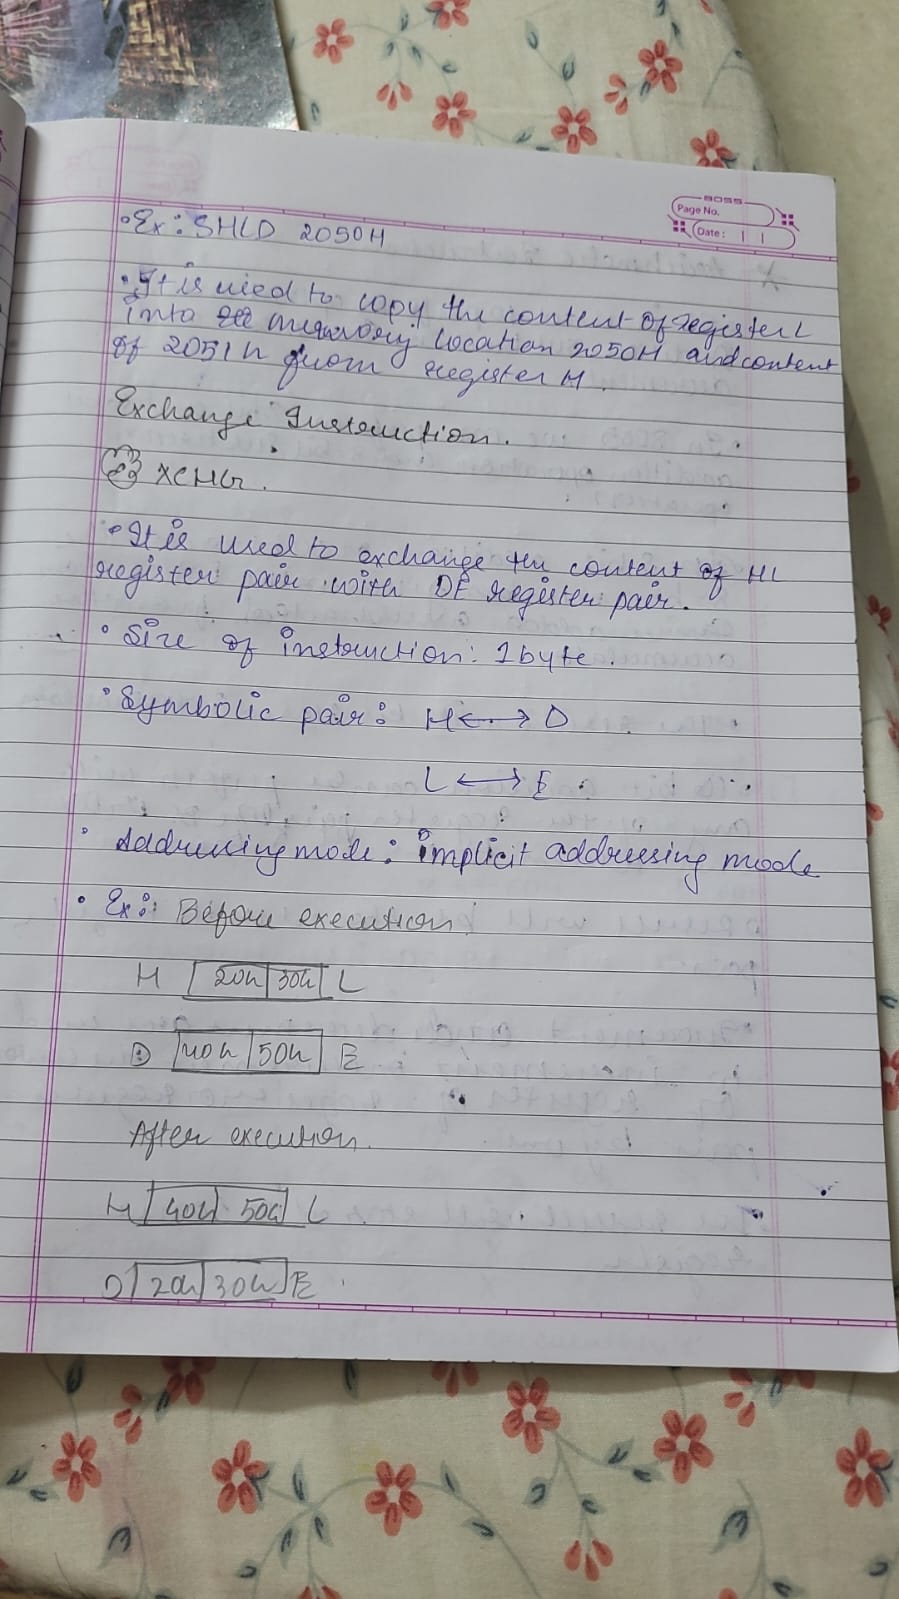 BOSS
Page No.
Date:
• Ex: SHLD 2050H
• It is used to copy the content of register L
into memory location 2050H and content
of 2051h from register H.
Exchange Instruction.
XCHG.
• It is used to exchange the content of HL
register pair with DE register pair.
• Size of instruction: 1 byte.
• Symbolic pair: H ↔ D
L ↔ E
• Addressing mode: implicit addressing mode
• Ex: Before execution
H 20h 30h L
D 40h 50h E
After execution.
H 40h 50h L
D 20h 30h E